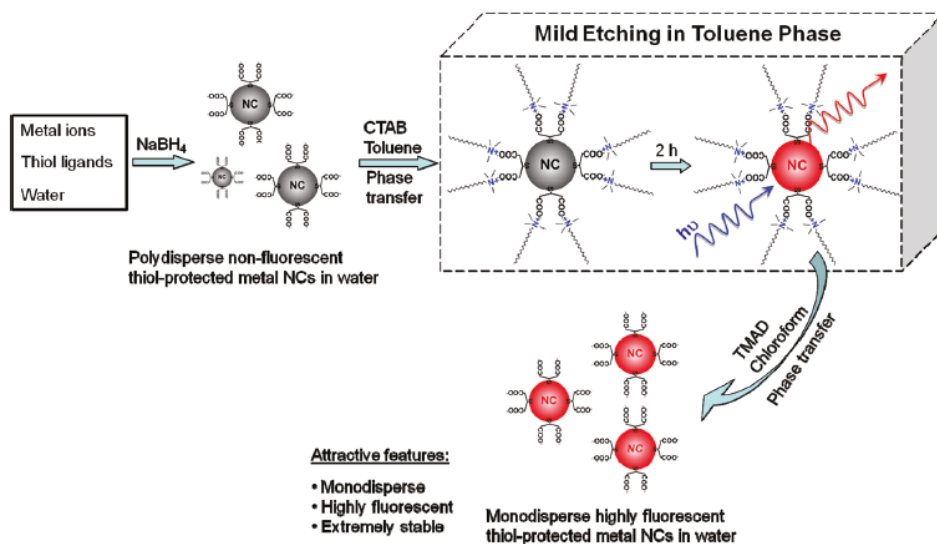 Mild Etching in Toluene Phase
Metal ions
Thiol ligands
Water
NaBH4
NC
NC
NC
Polydisperse non-fluorescent
thiol-protected metal NCs in water
CTAB
Toluene
Phase
transfer
NC
2 h
NC
hυ
TMAD
Chloroform
Phase transfer
NC
NC
NC
Attractive features:
• Monodisperse
• Highly fluorescent
• Extremely stable
Monodisperse highly fluorescent
thiol-protected metal NCs in water